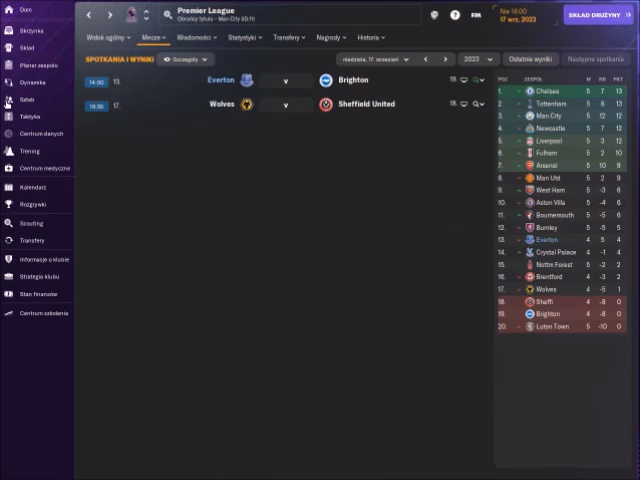 Dom
Skrzynka
Skład
Planer zespołu
Dynamika
Sztab
Taktyka
Centrum danych
Trening
Centrum medyczne
Kalendarz
Rozgrywki
Scouting
Transfery
Informacje o klubie
Strategia klubu
Stan finansów
Centrum szkolenia
Premier League
Obrońcy tytułu - Man City
FM
Nie 14:00
17 wrz. 2023
SKŁAD DRUŻYNY
Widok ogólny
Mecze
Wiadomości
Statystyki
Transfery
Nagrody
Historia
SPOTKANIA I WYNIKI
Szczegóły
niedziela, 17. wrzesień
2023
Ostatnie wyniki
Następne spotkania
14:00 13. Everton v Brighton 19.
16:30 17. Wolves v Sheffield United 18.
POZ ZESPÓŁ M RB PKT
1. Chelsea 5 7 13
2. Tottenham 5 6 13
3. Man City 5 12 12
4. Newcastle 5 7 12
5. Liverpool 5 3 12
6. Fulham 5 2 10
7. Arsenal 5 10 9
8. Man Utd 5 2 9
9. West Ham 5 -3 6
10. Aston Villa 5 -4 6
11. Bournemouth 5 -5 6
12. Burnley 5 -5 5
13. Everton 4 5 4
14. Crystal Palace 4 -1 4
15. Nottm Forest 5 -2 2
16. Brentford 4 -3 2
17. Wolves 4 -5 1
18. Sheffi 4 -8 0
19. Brighton 4 -8 0
20. Luton Town 5 -10 0